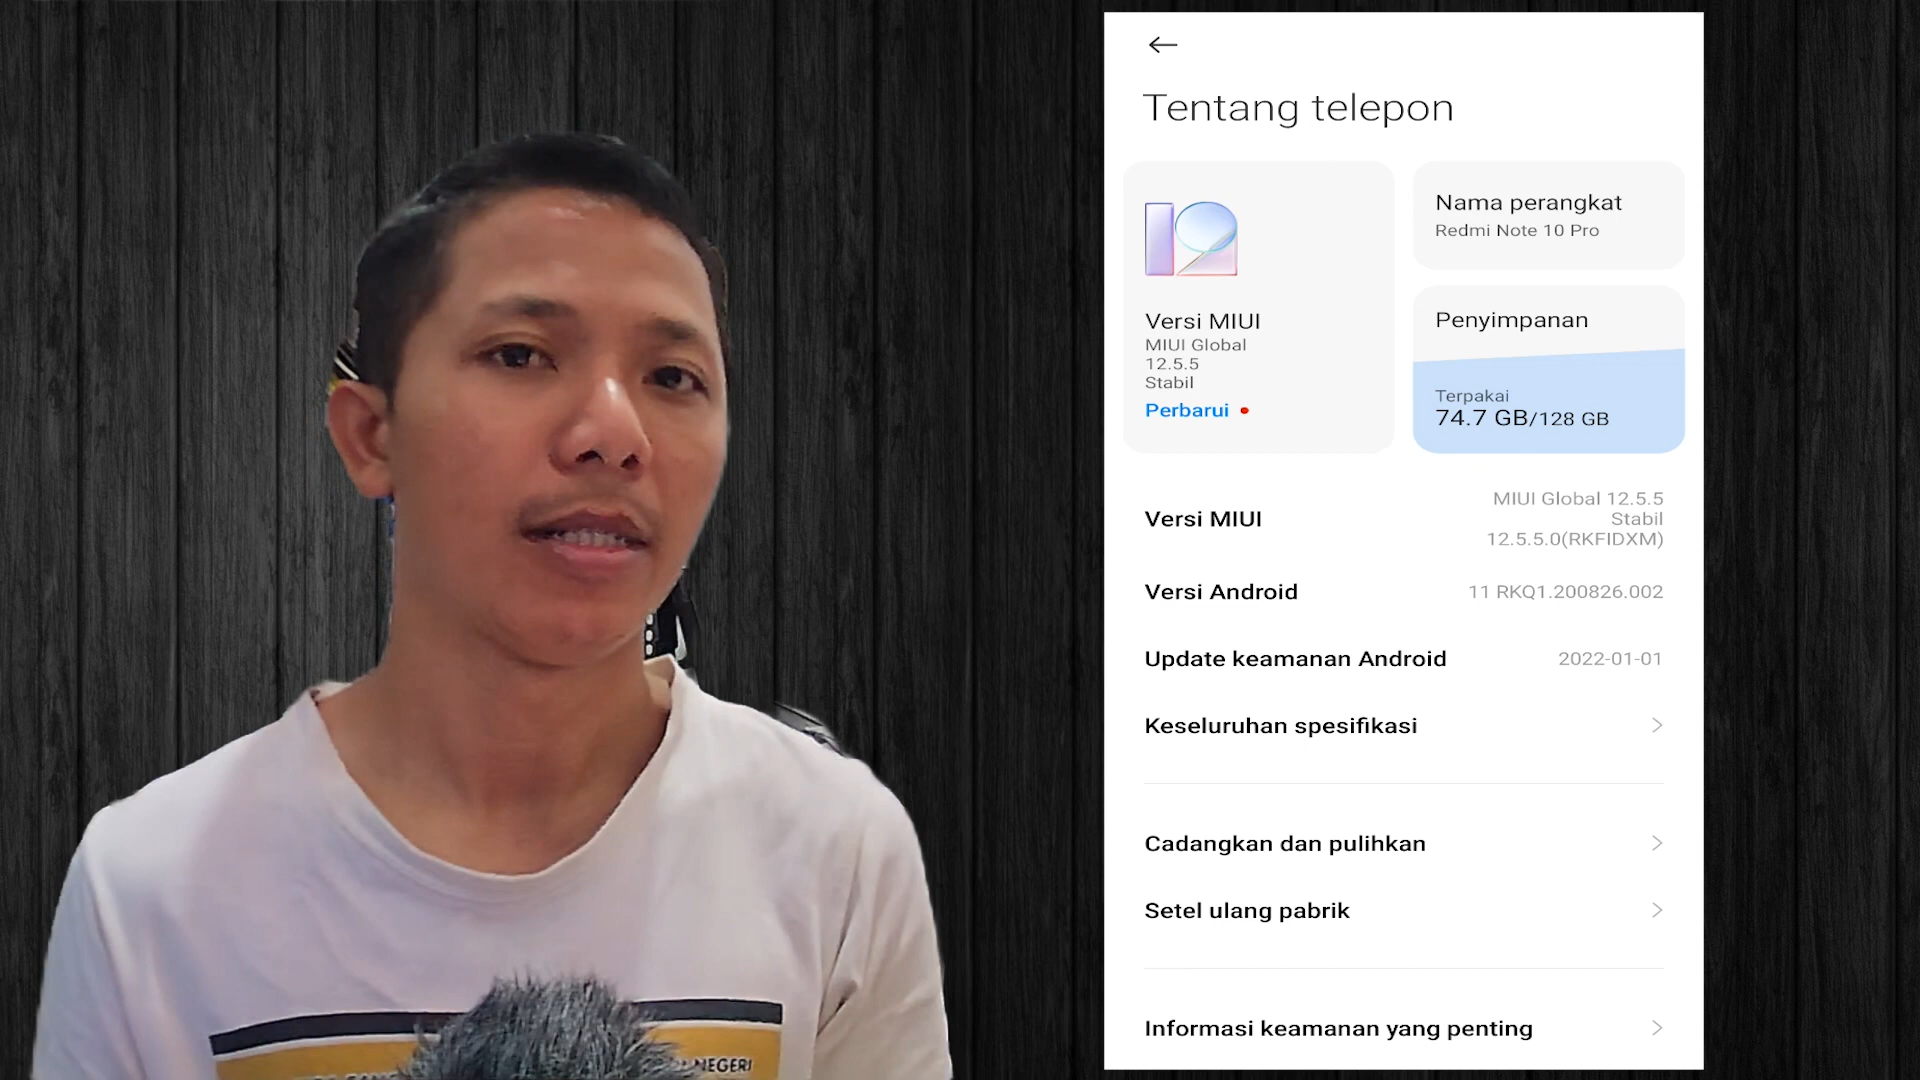 Tentang telepon
12
Versi MIUI
MIUI Global
12.5.5
Stabil
Perbarui
Nama perangkat
Redmi Note 10 Pro
Penyimpanan
Terpakai
74.7 GB/128 GB
Versi MIUI
MIUI Global 12.5.5
Stabil
12.5.5.0(RKFIDXM)
Versi Android
11 RKQ1.200826.002
Update keamanan Android
2022-01-01
Keseluruhan spesifikasi
Cadangkan dan pulihkan
Setel ulang pabrik
Informasi keamanan yang penting
NEGERI